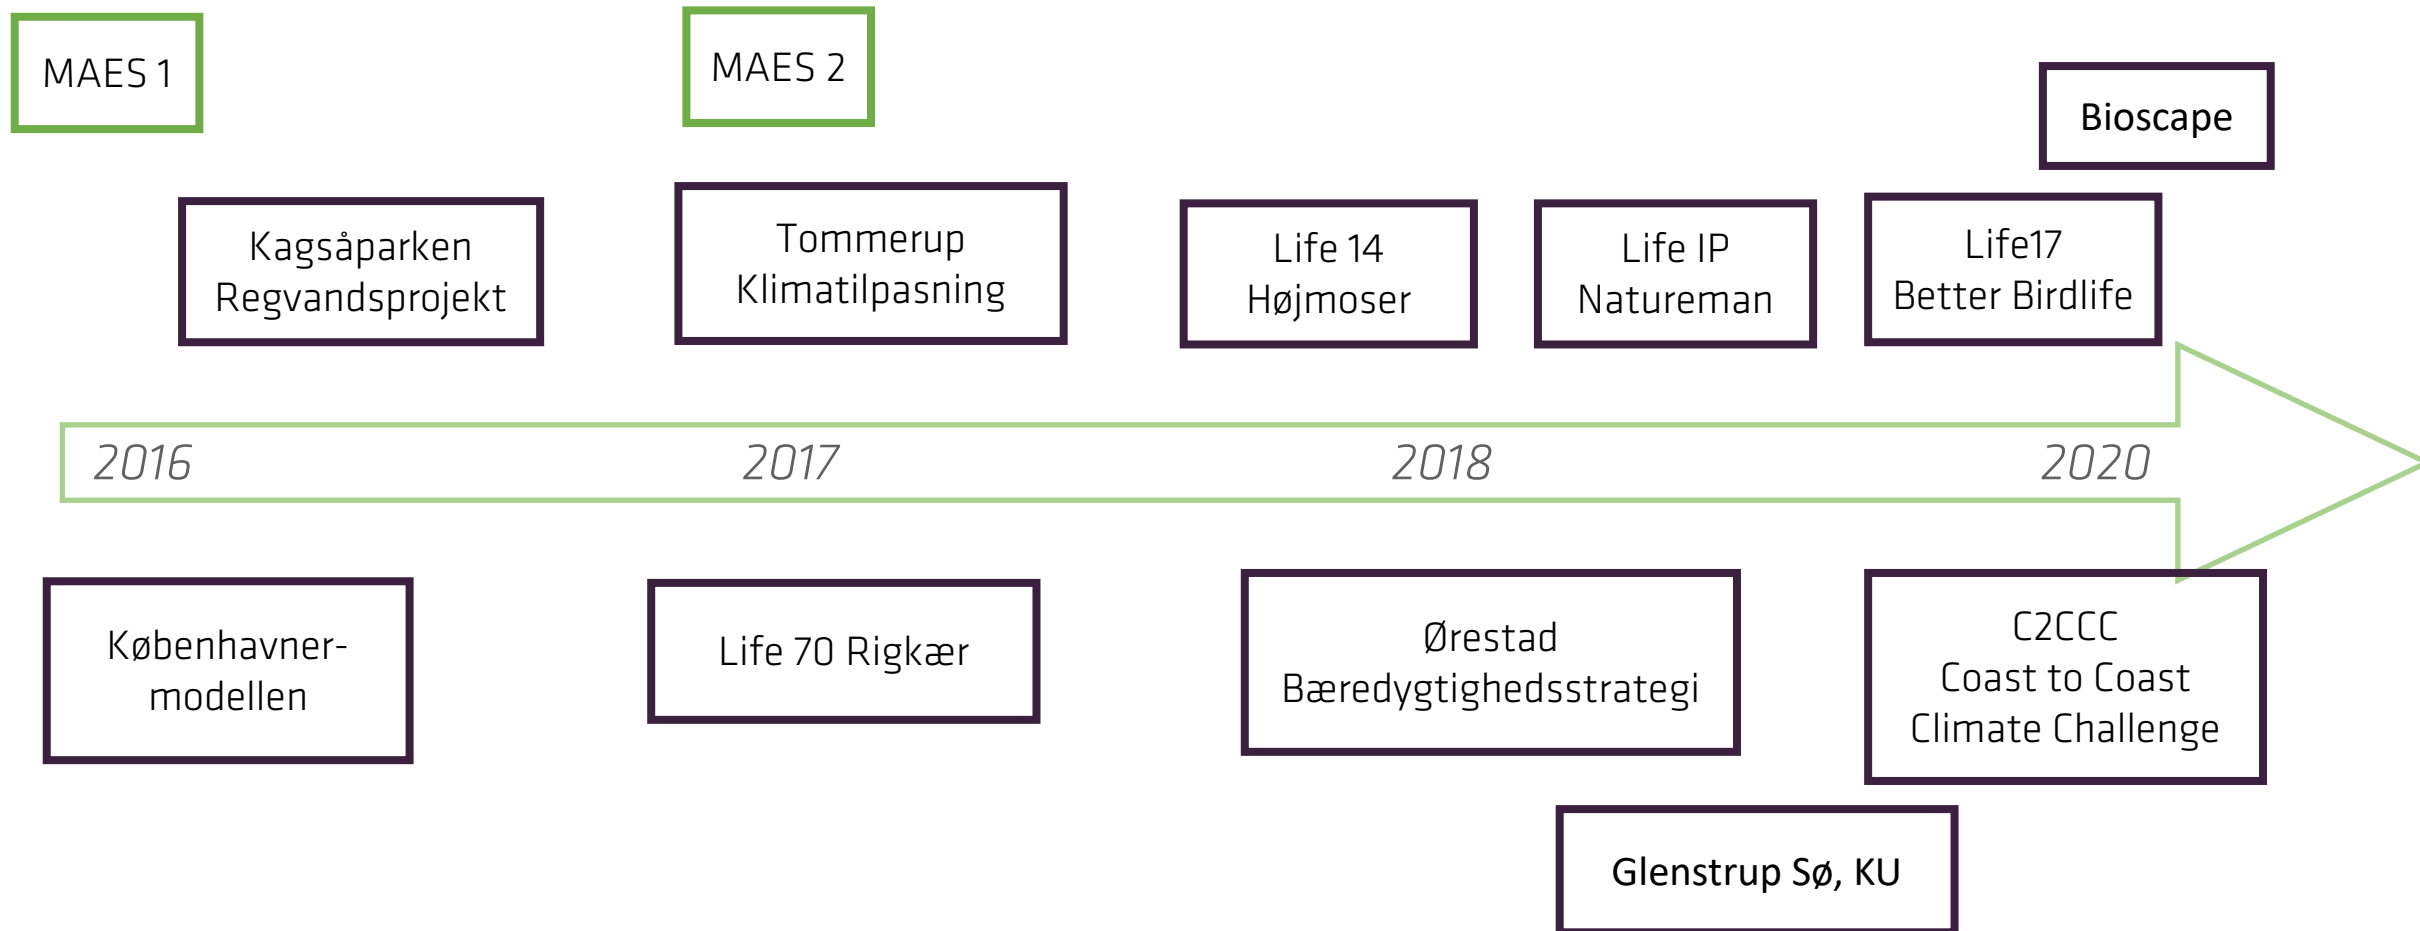 MAES 1
MAES 2
Bioscape
Kagsåparken
Regvandsprojekt
Tommerup
Klimatilpasning
Life 14
Højmoser
Life IP
Natureman
Life17
Better Birdlife
2016
2017
2018
2020
Københavner-
modellen
Life 70 Rigkær
Ørestad
Bæredygtighedsstrategi
C2CCC
Coast to Coast
Climate Challenge
Glenstrup Sø, KU